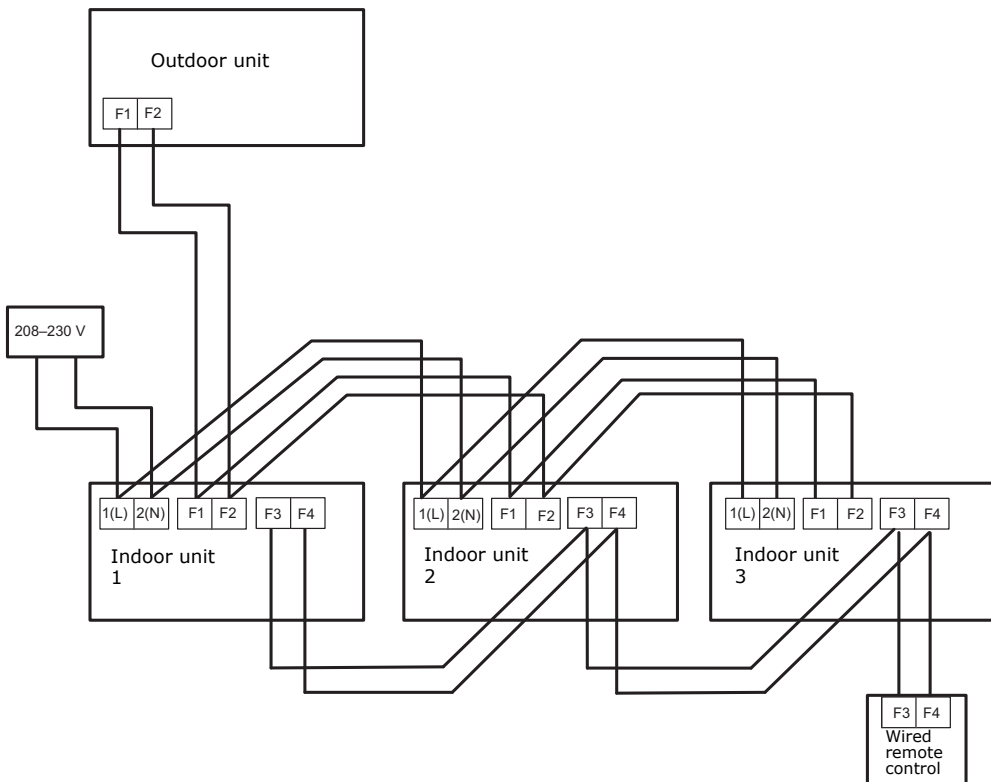 Outdoor unit
F1 F2
208–230 V
1(L) 2(N) F1 F2 F3 F4
Indoor unit
1
1(L) 2(N) F1 F2 F3 F4
Indoor unit
2
1(L) 2(N) F1 F2 F3 F4
Indoor unit
3
F3 F4
Wired
remote
control